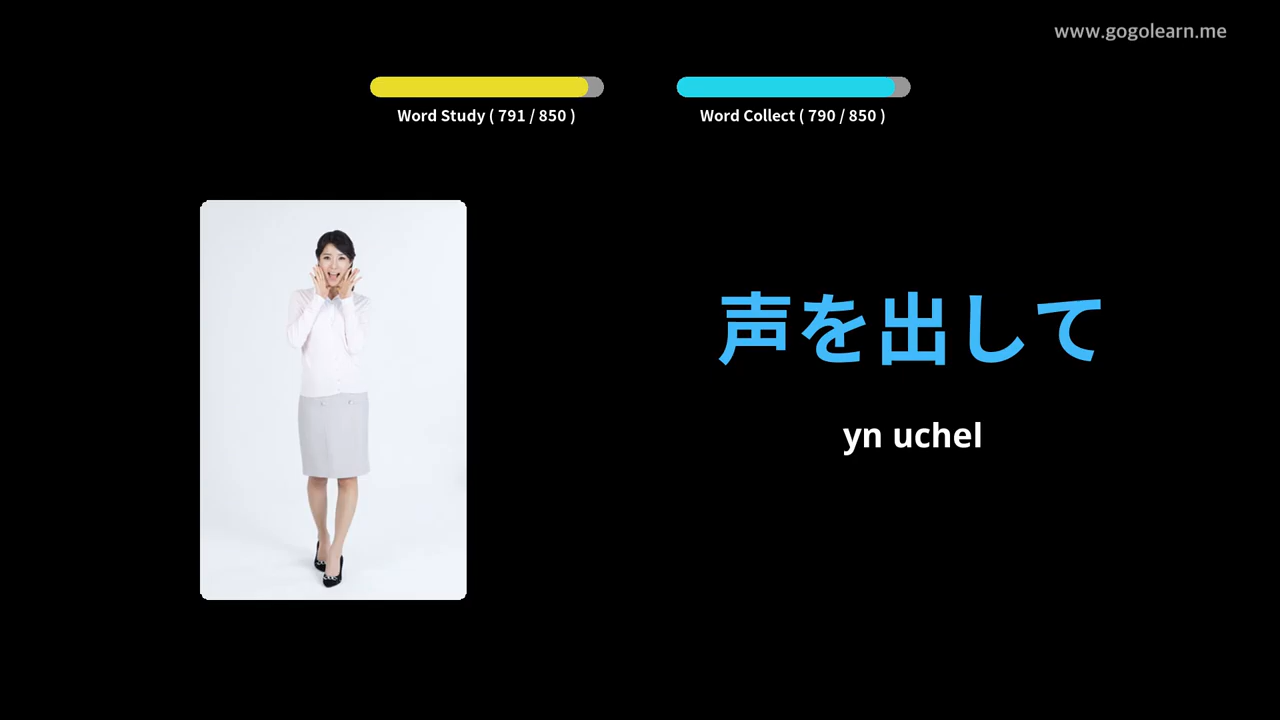 www.gogolearn.me
Word Study ( 791 / 850 )
Word Collect ( 790 / 850 )
声を出して
yn uchel